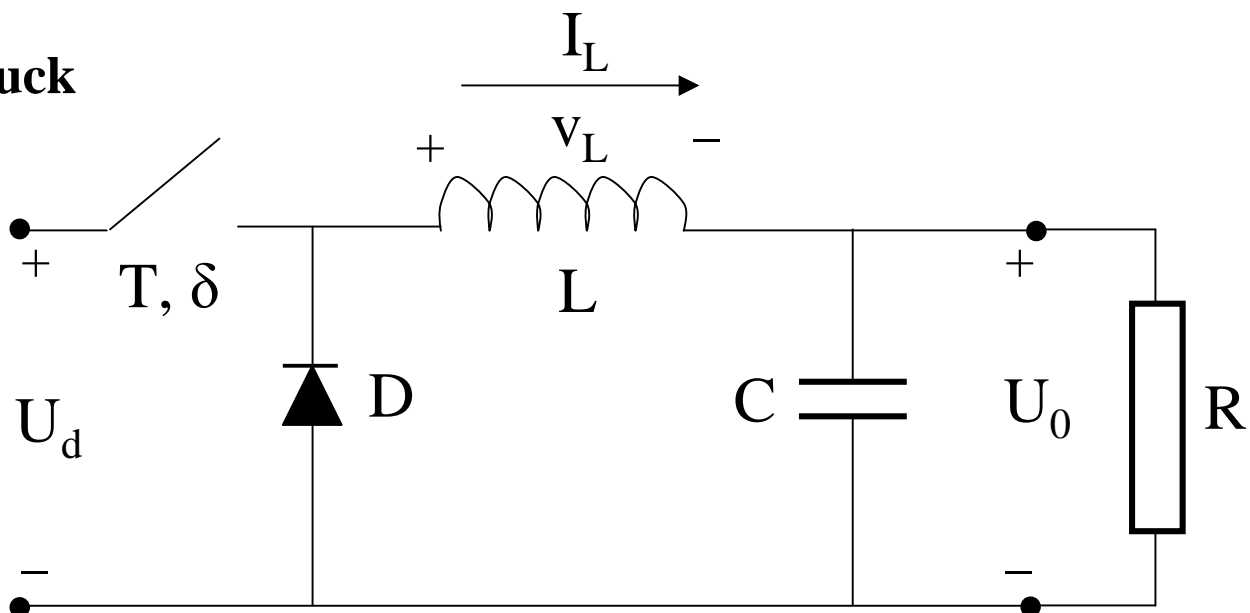 I_L
uck
+ v_L −
+ T, δ L +
D C U_0 R
U_d
− −